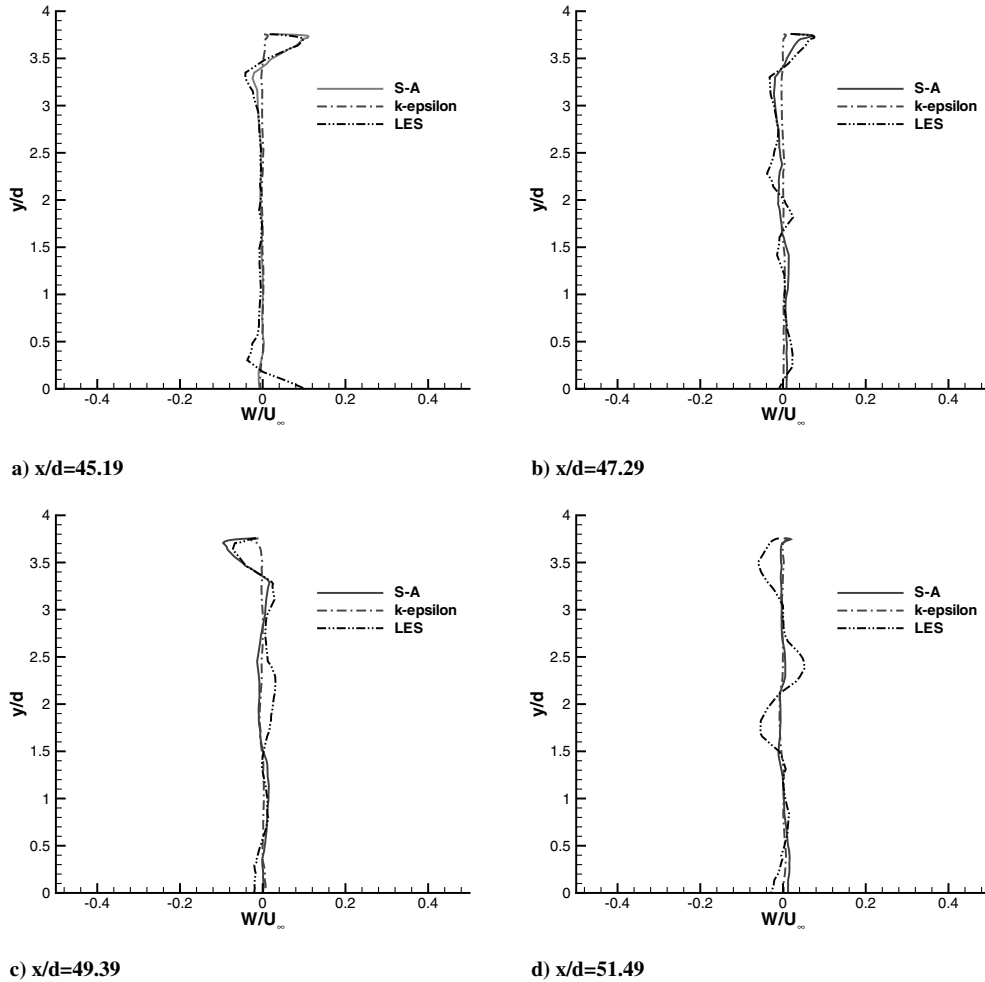 4
3.5
3
2.5
2
1.5
1
0.5
0
y/d
-0.4 -0.2 0 0.2 0.4
W/U∞
S-A
k-epsilon
LES
a) x/d=45.19
4
3.5
3
2.5
2
1.5
1
0.5
0
y/d
-0.4 -0.2 0 0.2 0.4
W/U∞
S-A
k-epsilon
LES
b) x/d=47.29
4
3.5
3
2.5
2
1.5
1
0.5
0
y/d
-0.4 -0.2 0 0.2 0.4
W/U∞
S-A
k-epsilon
LES
c) x/d=49.39
4
3.5
3
2.5
2
1.5
1
0.5
0
y/d
-0.4 -0.2 0 0.2 0.4
W/U∞
S-A
k-epsilon
LES
d) x/d=51.49